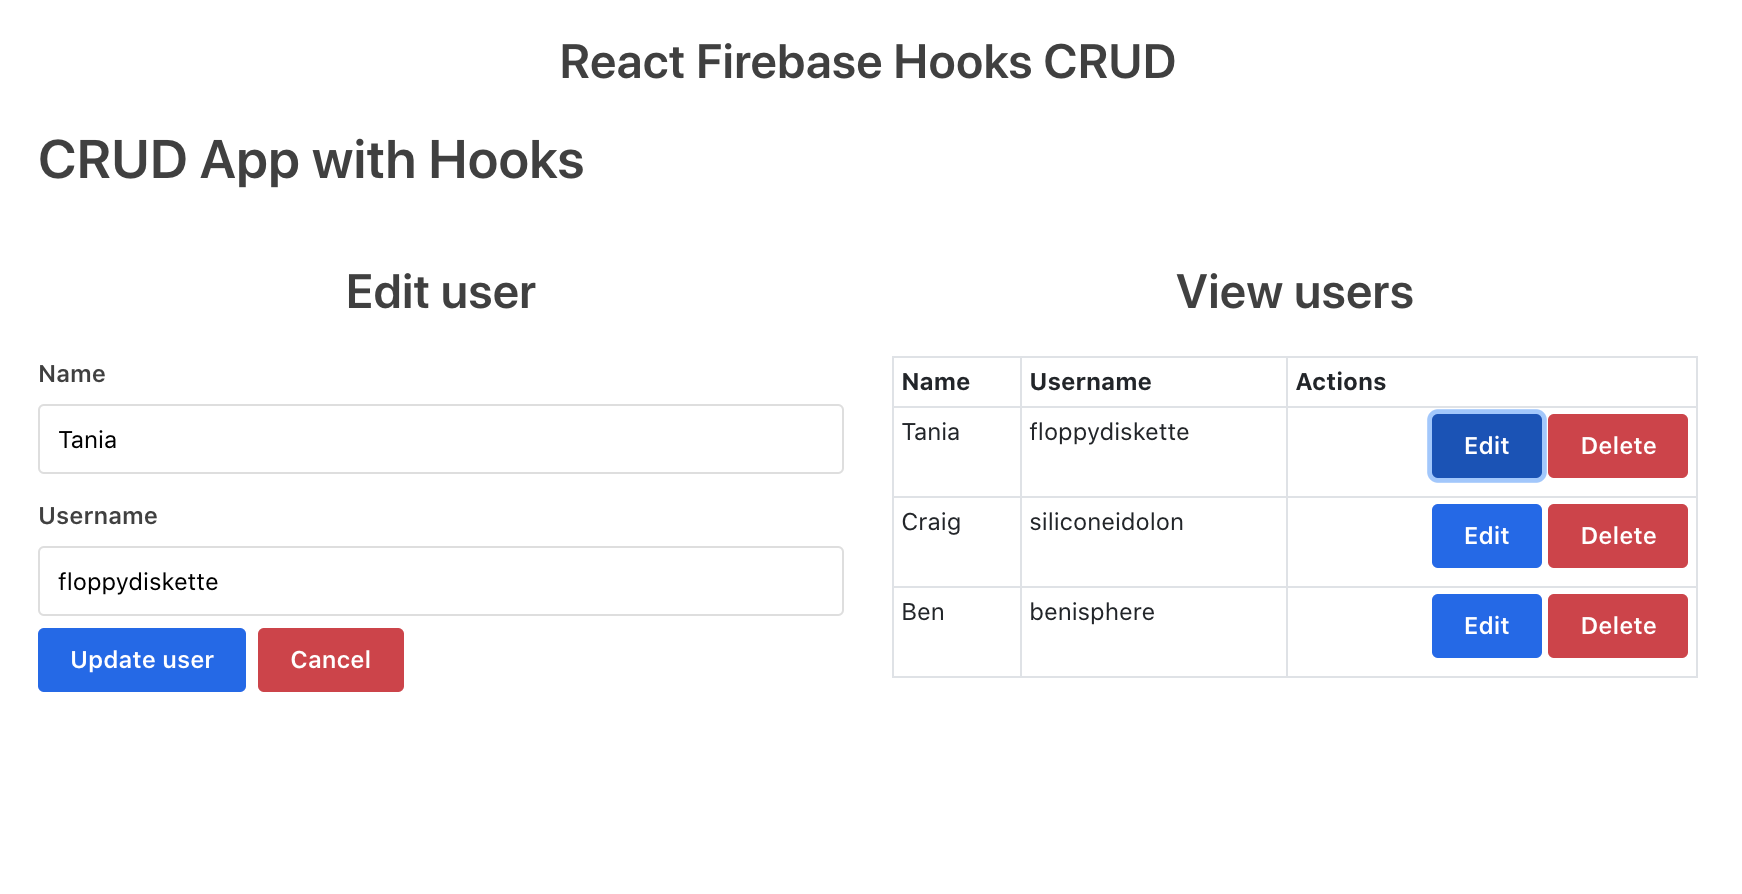 React Firebase Hooks CRUD
CRUD App with Hooks
Edit user
Name
Tania
Username
floppydiskette
Update user Cancel
View users
Name Username Actions
Tania floppydiskette Edit Delete
Craig siliconeidolon Edit Delete
Ben benisphere Edit Delete